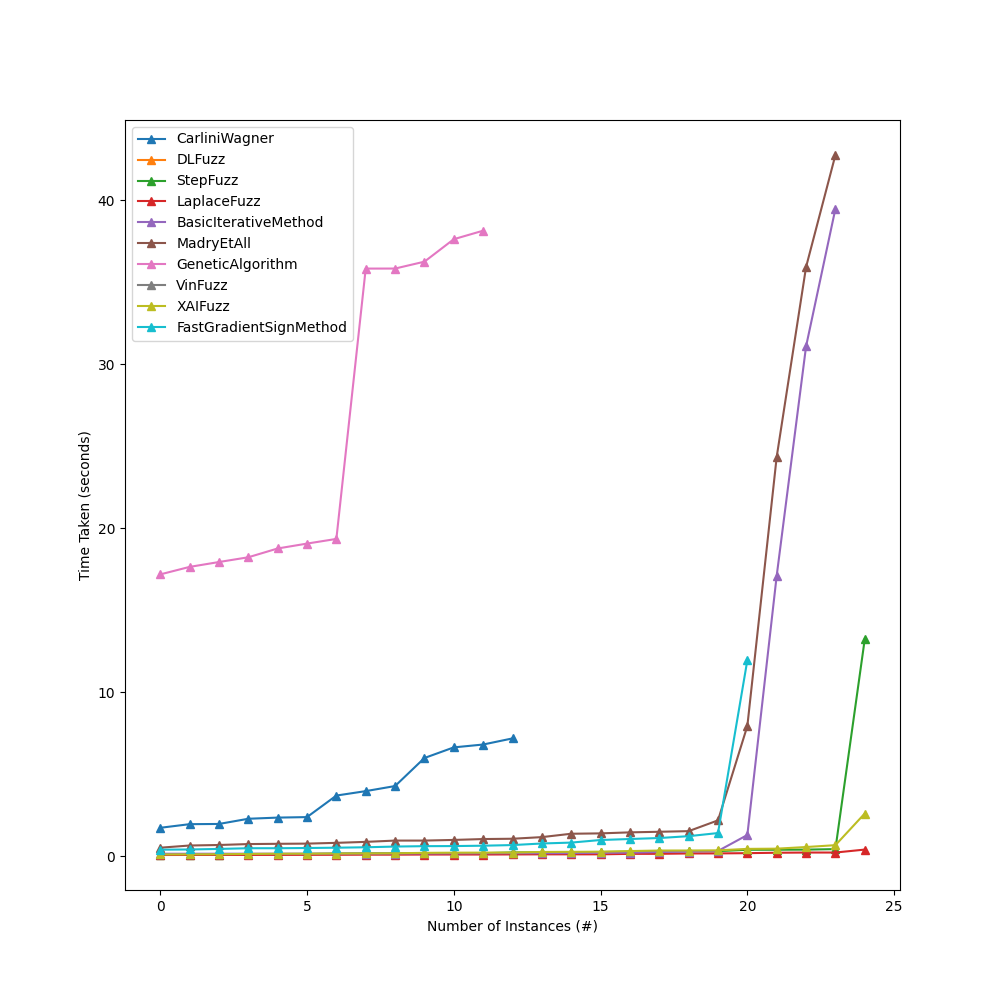 CarliniWagner
DLFuzz
StepFuzz
LaplaceFuzz
BasicIterativeMethod
MadryEtAll
GeneticAlgorithm
VinFuzz
XAIFuzz
FastGradientSignMethod
40
30
20
10
0
Time Taken (seconds)
0 5 10 15 20 25
Number of Instances (#)